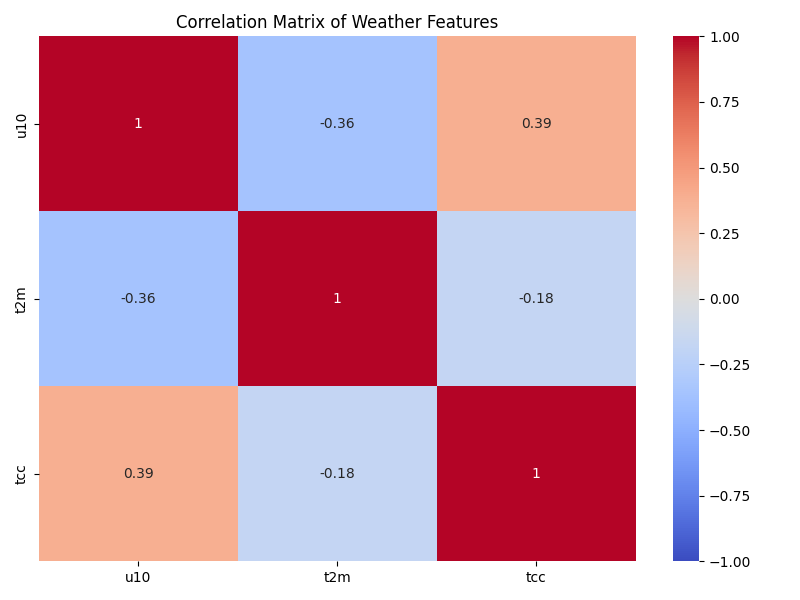 Correlation Matrix of Weather Features
u10
1
-0.36
0.39
t2m
-0.36
1
-0.18
tcc
0.39
-0.18
1
u10
t2m
tcc
1.00
0.75
0.50
0.25
0.00
−0.25
−0.50
−0.75
−1.00